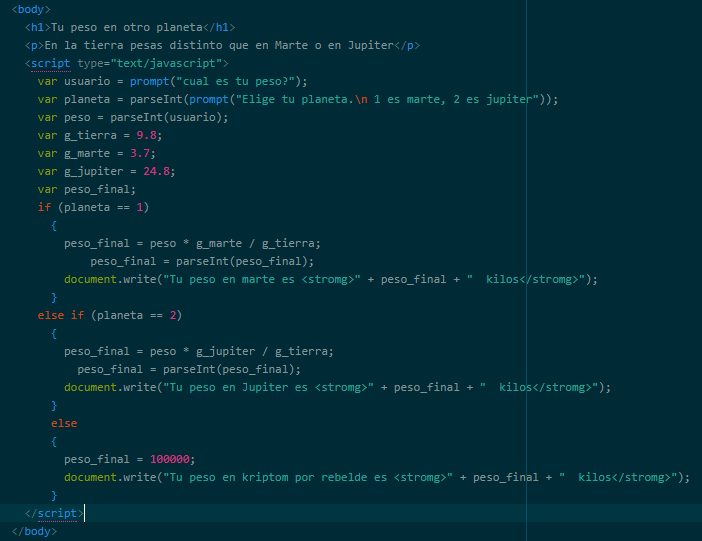 <body>
<h1>Tu peso en otro planeta</h1>
<p>En la tierra pesas distinto que en Marte o en Jupiter</p>
<script type="text/javascript">
var usuario = prompt("cual es tu peso?");
var planeta = parseInt(prompt("Elige tu planeta.\n 1 es marte, 2 es jupiter"));
var peso = parseInt(usuario);
var g_tierra = 9.8;
var g_marte = 3.7;
var g_jupiter = 24.8;
var peso_final;
if (planeta == 1)
{
peso_final = peso * g_marte / g_tierra;
peso_final = parseInt(peso_final);
document.write("Tu peso en marte es <stromg>" + peso_final + "  kilos</stromg>");
}
else if (planeta == 2)
{
peso_final = peso * g_jupiter / g_tierra;
peso_final = parseInt(peso_final);
document.write("Tu peso en Jupiter es <stromg>" + peso_final + "  kilos</stromg>");
}
else
{
peso_final = 100000;
document.write("Tu peso en kriptom por rebelde es <stromg>" + peso_final + "  kilos</stromg>");
}
</script>
</body>